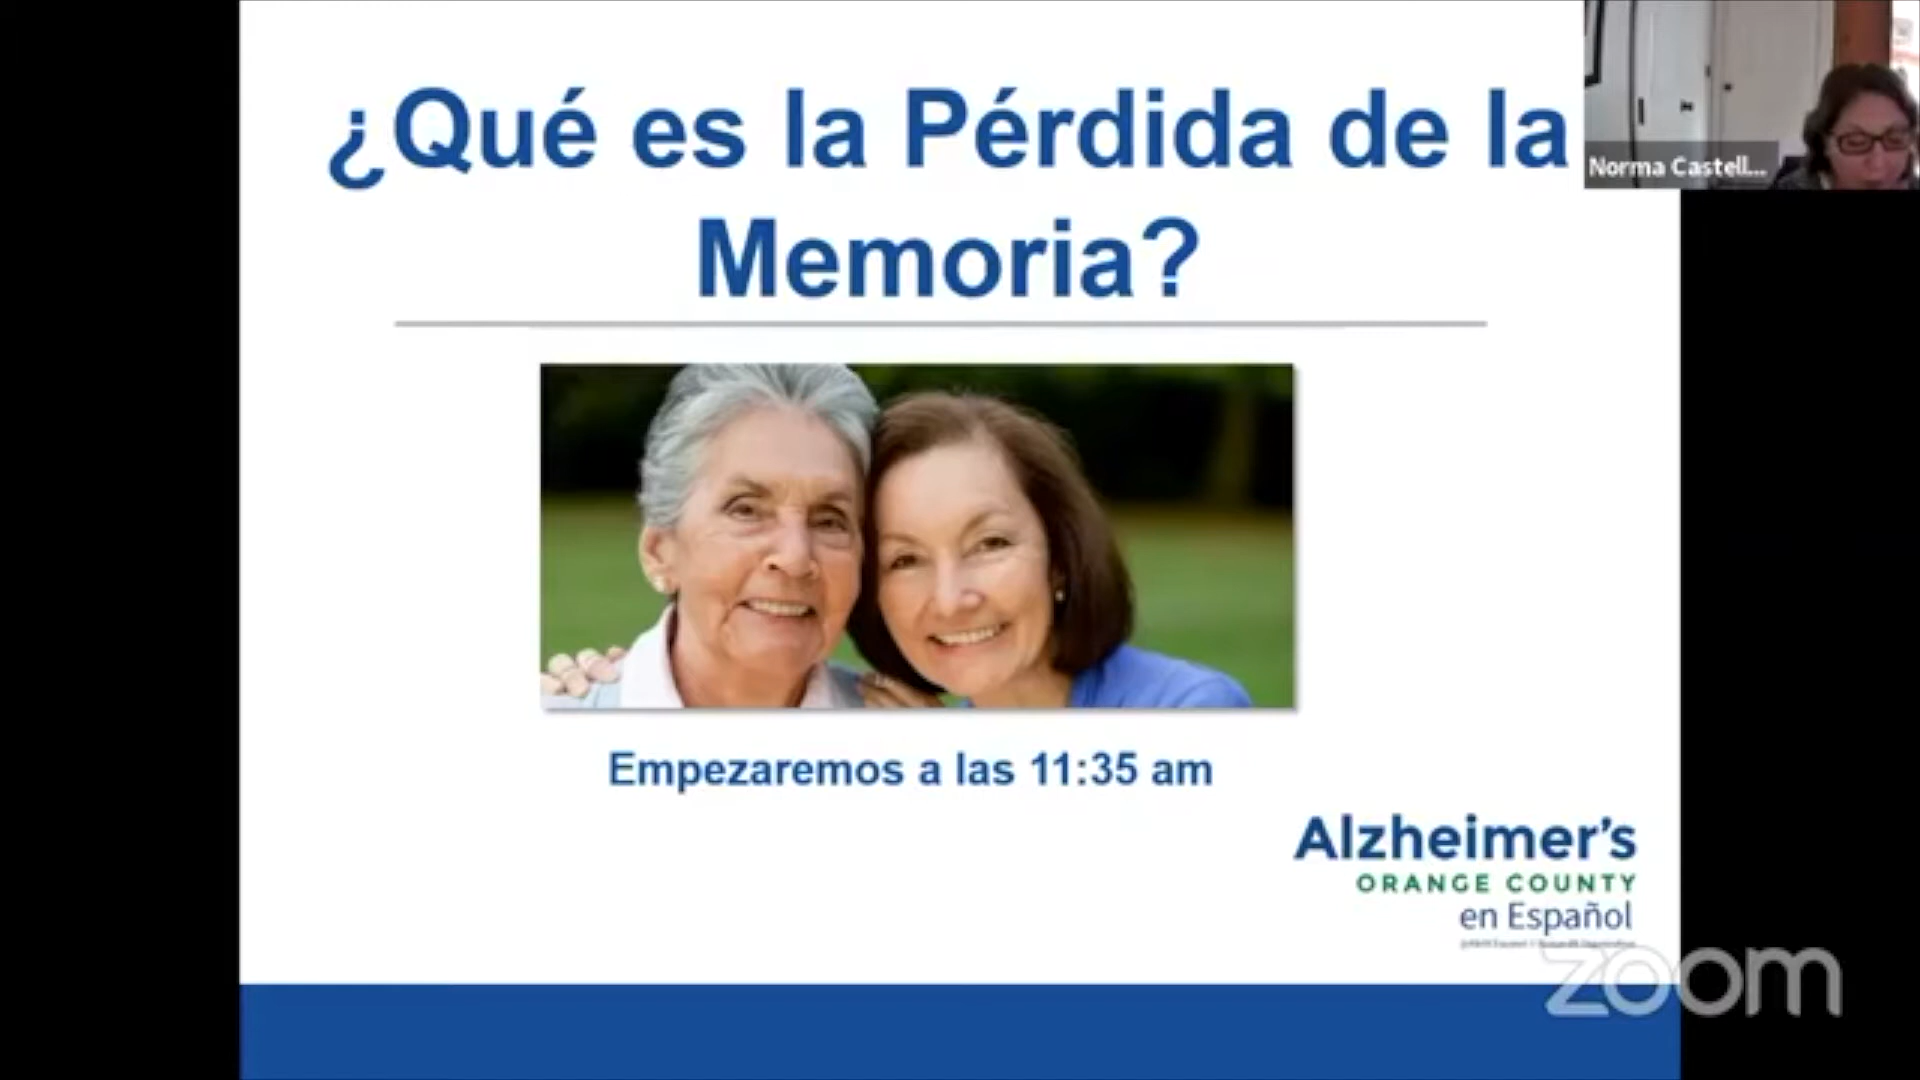 ¿Qué es la Pérdida de la
Memoria?
Norma Castell...
Empezaremos a las 11:35 am
Alzheimer's
ORANGE COUNTY
en Español
zoom